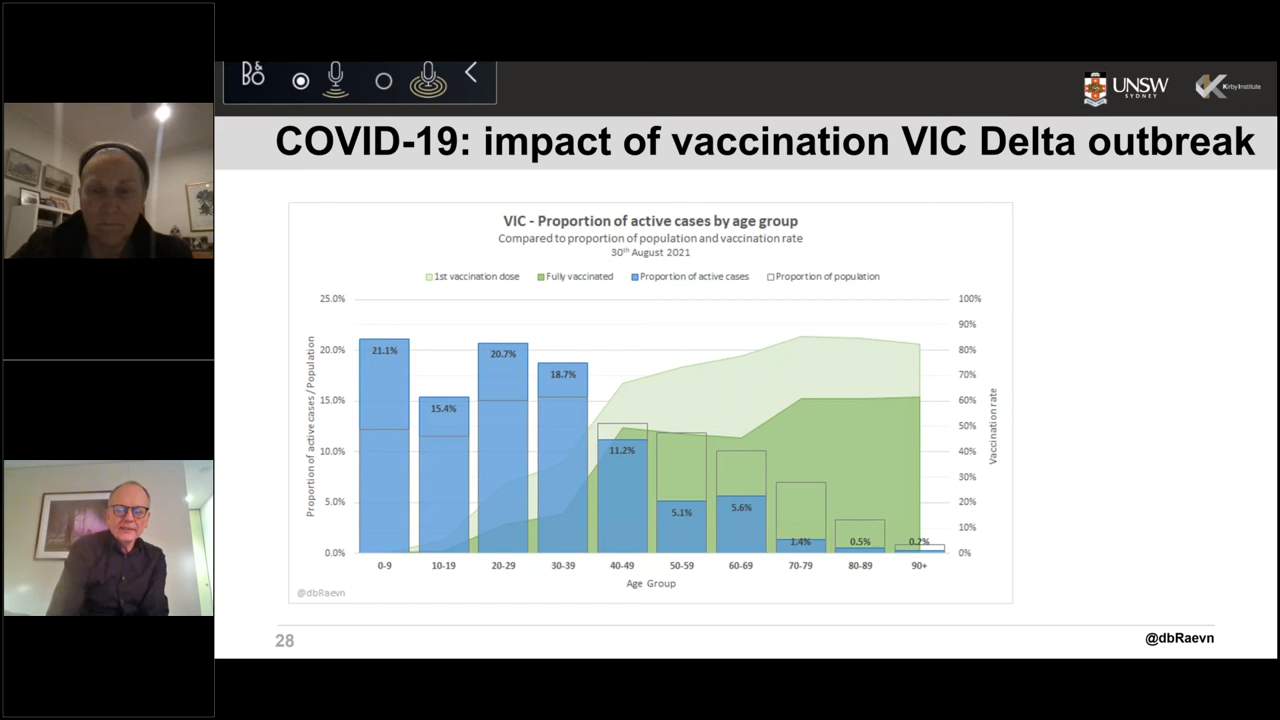 B&O
UNSW
SYDNEY
Kirby Institute
COVID-19: impact of vaccination VIC Delta outbreak
VIC - Proportion of active cases by age group
Compared to proportion of population and vaccination rate
30th August 2021
1st vaccination dose Fully vaccinated Proportion of active cases Proportion of population
25.0% 100%
90%
20.0% 80%
70%
15.0% 60%
50%
10.0% 40%
30%
5.0% 20%
10%
0.0% 0%
Proportion of active cases / Population
Vaccination rate
21.1% 15.4% 20.7% 18.7% 11.2% 5.1% 5.6% 1.4% 0.5% 0.2%
0-9 10-19 20-29 30-39 40-49 50-59 60-69 70-79 80-89 90+
Age Group
@dbRaevn
28 @dbRaevn